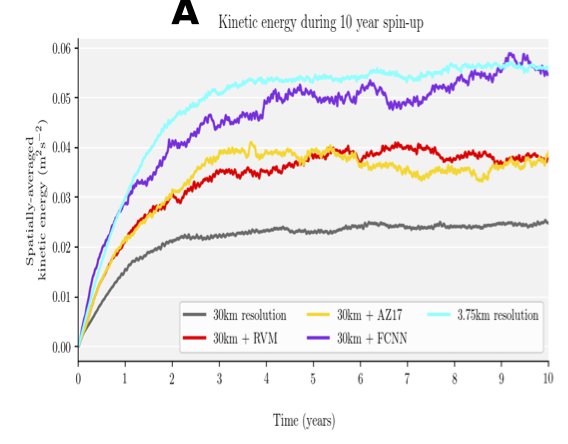 A
Kinetic energy during 10 year spin-up
Spatially-averaged
kinetic energy (m²s⁻²)
0.06
0.05
0.04
0.03
0.02
0.01
0.00
30km resolution
30km + AZ17
3.75km resolution
30km + RVM
30km + FCNN
0 1 2 3 4 5 6 7 8 9 10
Time (years)